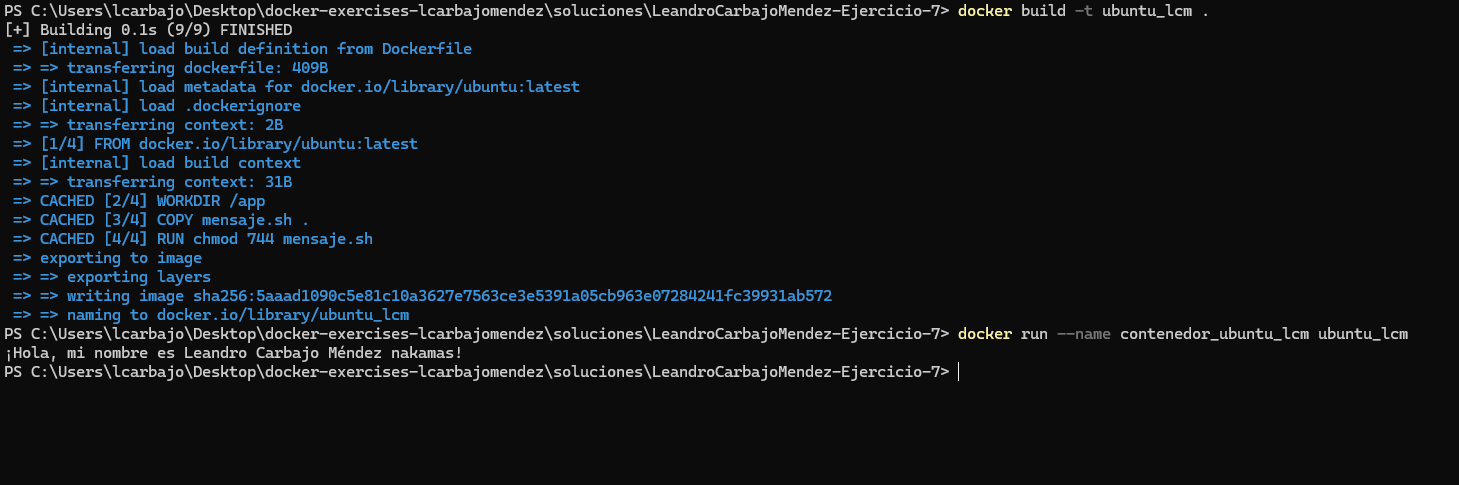 PS C:\Users\lcarbajo\Desktop\docker-exercises-lcarbajomendez\soluciones\LeandroCarbajoMendez-Ejercicio-7> docker build -t ubuntu_lcm .
[+] Building 0.1s (9/9) FINISHED
=> [internal] load build definition from Dockerfile
=> => transferring dockerfile: 409B
=> [internal] load metadata for docker.io/library/ubuntu:latest
=> [internal] load .dockerignore
=> => transferring context: 2B
=> [1/4] FROM docker.io/library/ubuntu:latest
=> [internal] load build context
=> => transferring context: 31B
=> CACHED [2/4] WORKDIR /app
=> CACHED [3/4] COPY mensaje.sh .
=> CACHED [4/4] RUN chmod 744 mensaje.sh
=> exporting to image
=> => exporting layers
=> => writing image sha256:5aaad1090c5e81c10a3627e7563ce3e5391a05cb963e07284241fc39931ab572
=> => naming to docker.io/library/ubuntu_lcm
PS C:\Users\lcarbajo\Desktop\docker-exercises-lcarbajomendez\soluciones\LeandroCarbajoMendez-Ejercicio-7> docker run --name contenedor_ubuntu_lcm ubuntu_lcm
¡Hola, mi nombre es Leandro Carbajo Méndez nakamas!
PS C:\Users\lcarbajo\Desktop\docker-exercises-lcarbajomendez\soluciones\LeandroCarbajoMendez-Ejercicio-7>